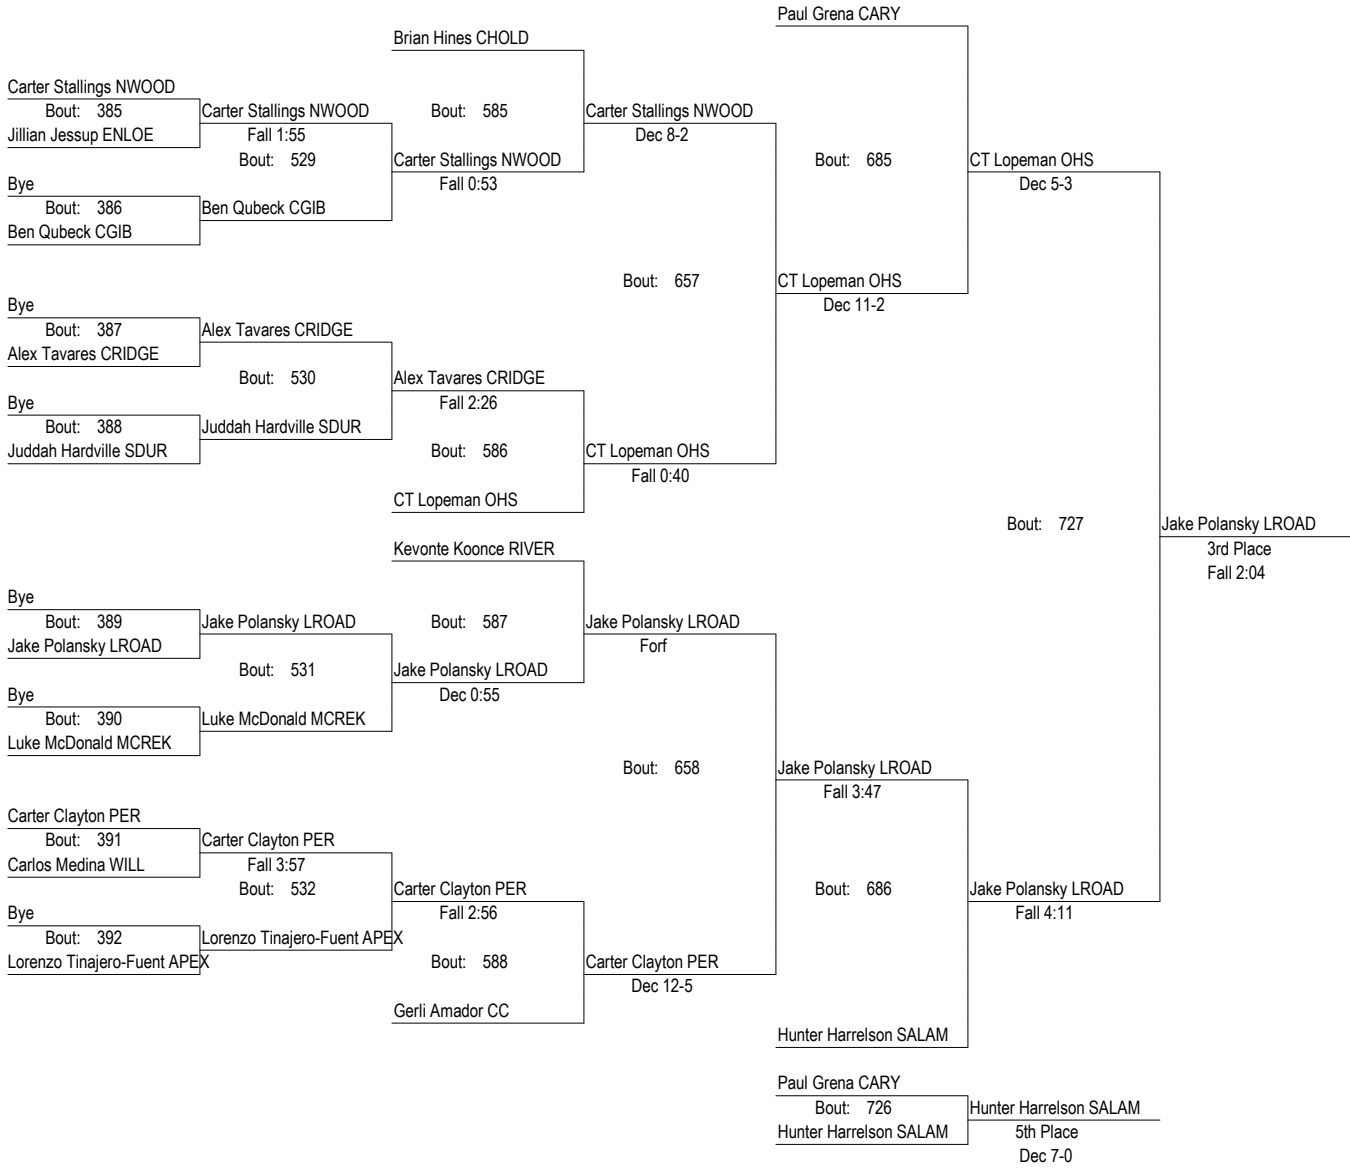 Paul Grena CARY
Brian Hines CHOLD
Carter Stallings NWOOD
Bout: 385
Carter Stallings NWOOD
Bout: 585
Carter Stallings NWOOD
Jillian Jessup ENLOE
Fall 1:55
Dec 8-2
Bout: 529
Carter Stallings NWOOD
Bout: 685
CT Lopeman OHS
Bye
Fall 0:53
Dec 5-3
Bout: 386
Ben Qubeck CGIB
Ben Qubeck CGIB
Bout: 657
CT Lopeman OHS
Bye
Dec 11-2
Bout: 387
Alex Tavares CRIDGE
Alex Tavares CRIDGE
Bout: 530
Alex Tavares CRIDGE
Bye
Fall 2:26
Bout: 388
Juddah Hardville SDUR
Juddah Hardville SDUR
Bout: 586
CT Lopeman OHS
Fall 0:40
CT Lopeman OHS
Bout: 727
Jake Polansky LROAD
Kevonte Koonce RIVER
3rd Place
Fall 2:04
Bye
Bout: 389
Jake Polansky LROAD
Bout: 587
Jake Polansky LROAD
Jake Polansky LROAD
Forf
Bout: 531
Jake Polansky LROAD
Bye
Dec 0:55
Bout: 390
Luke McDonald MCREK
Luke McDonald MCREK
Bout: 658
Jake Polansky LROAD
Fall 3:47
Carter Clayton PER
Bout: 391
Carter Clayton PER
Carlos Medina WILL
Fall 3:57
Bout: 532
Carter Clayton PER
Bout: 686
Jake Polansky LROAD
Bye
Fall 2:56
Fall 4:11
Bout: 392
Lorenzo Tinajero-Fuent APEX
Lorenzo Tinajero-Fuent APEX
Bout: 588
Carter Clayton PER
Dec 12-5
Gerli Amador CC
Hunter Harrelson SALAM
Paul Grena CARY
Bout: 726
Hunter Harrelson SALAM
Hunter Harrelson SALAM
5th Place
Dec 7-0